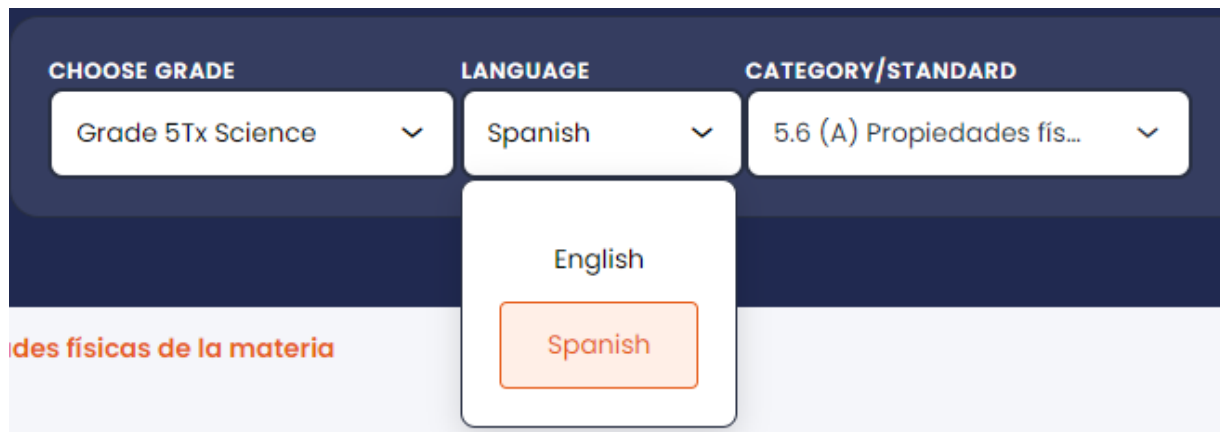 CHOOSE GRADE
LANGUAGE
CATEGORY/STANDARD
Grade 5Tx Science
Spanish
5.6 (A) Propiedades fís...
English
Spanish
des físicas de la materia